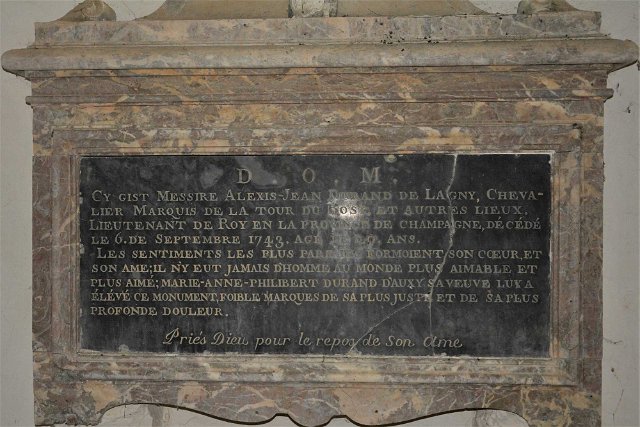 D. O. M.
CY GIST MESSIRE ALEXIS-JEAN DURAND DE LAGNY, CHEVA-
LIER MARQUIS DE LA TOUR DU BOST ET AUTRES LIEUX,
LIEUTENANT DE ROY EN LA PROVINCE DE CHAMPAGNE, DÉCÉDÉ
LE 6. DE SEPTEMBRE 1743. AGÉ DE ANS.
LES SENTIMENTS LES PLUS PARFAITS FORMOIENT SON CŒUR, ET
SON AME; IL N'Y EUT JAMAIS D'HOMME AU MONDE PLUS AIMABLE ET
PLUS AIMÉ; MARIE-ANNE-PHILIBERT DURAND D'AUXY SA VEUVE LUY A
ÉLEVÉ CE MONUMENT, FOIBLE MARQUES DE SA PLUS JUSTE ET DE SA PLUS
PROFONDE DOULEUR.
Priés Dieu pour le repos de Son Ame